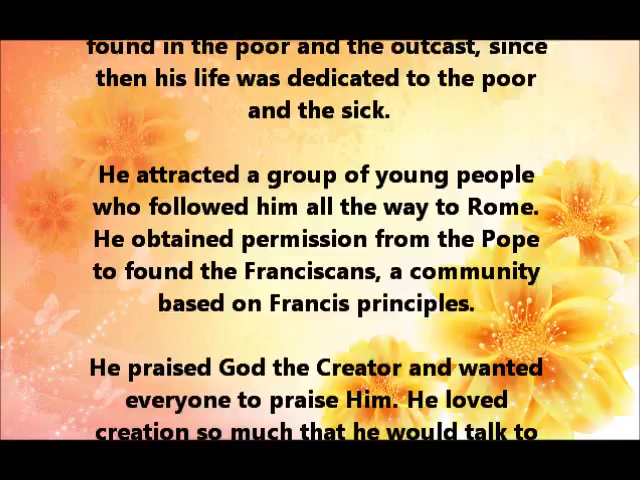 found in the poor and the outcast, since
then his life was dedicated to the poor
and the sick.
He attracted a group of young people
who followed him all the way to Rome.
He obtained permission from the Pope
to found the Franciscans, a community
based on Francis principles.
He praised God the Creator and wanted
everyone to praise Him. He loved
creation so much that he would talk to